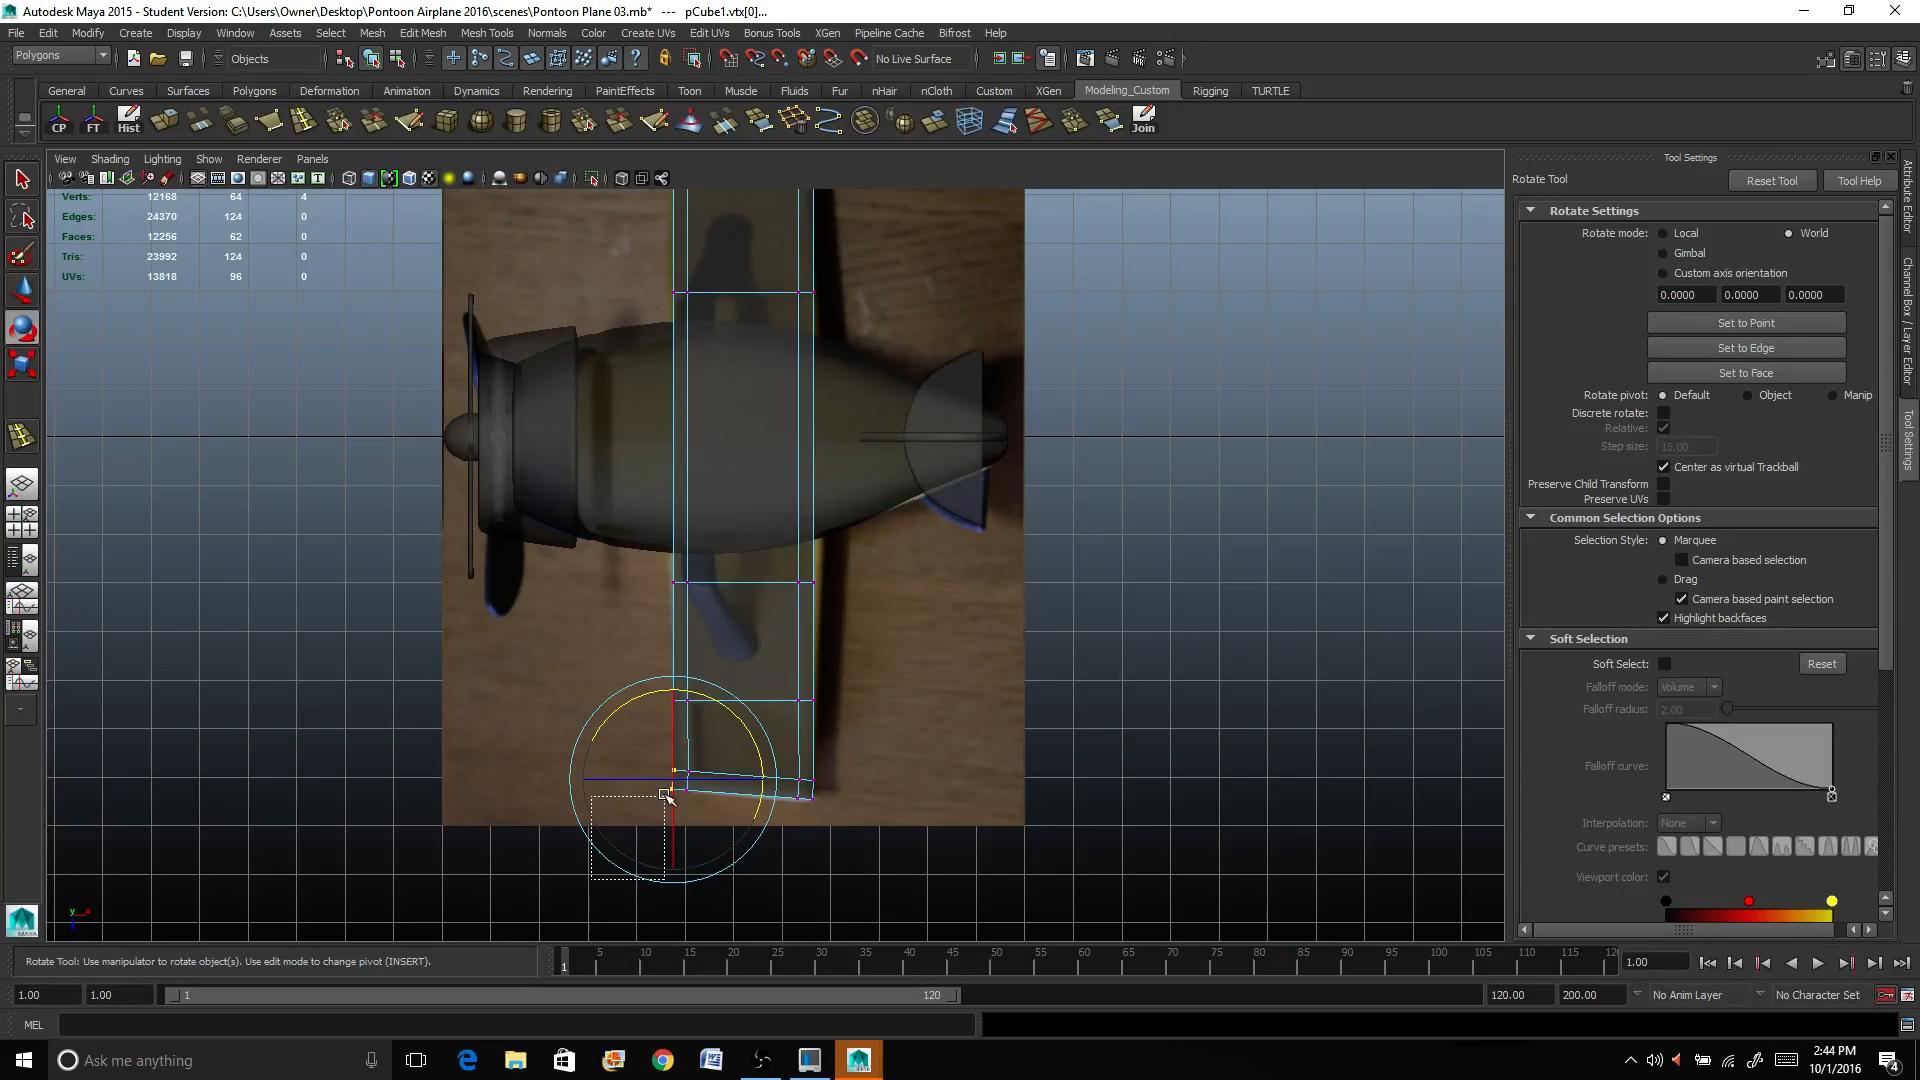 Autodesk Maya 2015 - Student Version: C:\Users\Owner\Desktop\Pontoon Airplane 2016\scenes\Pontoon Plane 03.mb* --- pCube1.vtx[0]...
File Edit Modify Create Display Window Assets Select Mesh Edit Mesh Mesh Tools Normals Color Create UVs Edit UVs Bonus Tools XGen Pipeline Cache Bifrost Help
Polygons Objects No Live Surface
General Curves Surfaces Polygons Deformation Animation Dynamics Rendering PaintEffects Toon Muscle Fluids Fur nHair nCloth Custom XGen Modeling_Custom Rigging TURTLE
CP FT Hist Join
View Shading Lighting Show Renderer Panels
Verts: 12168 64 4
Edges: 24370 124 0
Faces: 12256 62 0
Tris: 23992 124 0
UVs: 13818 96 0
Tool Settings
Rotate Tool Reset Tool Tool Help
Rotate Settings
Rotate mode: Local World
Gimbal
Custom axis orientation
0.0000 0.0000 0.0000
Set to Point
Set to Edge
Set to Face
Rotate pivot: Default Object Manip
Discrete rotate:
Relative:
Step size: 15.00
Center as virtual Trackball
Preserve Child Transform
Preserve UVs
Common Selection Options
Selection Style: Marquee
Camera based selection
Drag
Camera based paint selection
Highlight backfaces
Soft Selection
Soft Select: Reset
Falloff mode: Volume
Falloff radius: 2.00
Falloff curve:
Interpolation: None
Curve presets:
Viewport color:
Attribute Editor
Channel Box / Layer Editor
Tool Settings
y x
MAYA
Rotate Tool: Use manipulator to rotate object(s). Use edit mode to change pivot (INSERT).
1 5 10 15 20 25 30 35 40 45 50 55 60 65 70 75 80 85 90 95 100 105 110 115 12 1.00
1.00 1.00 1 120 120.00 200.00 No Anim Layer No Character Set
MEL
Ask me anything
2:44 PM
10/1/2016
4